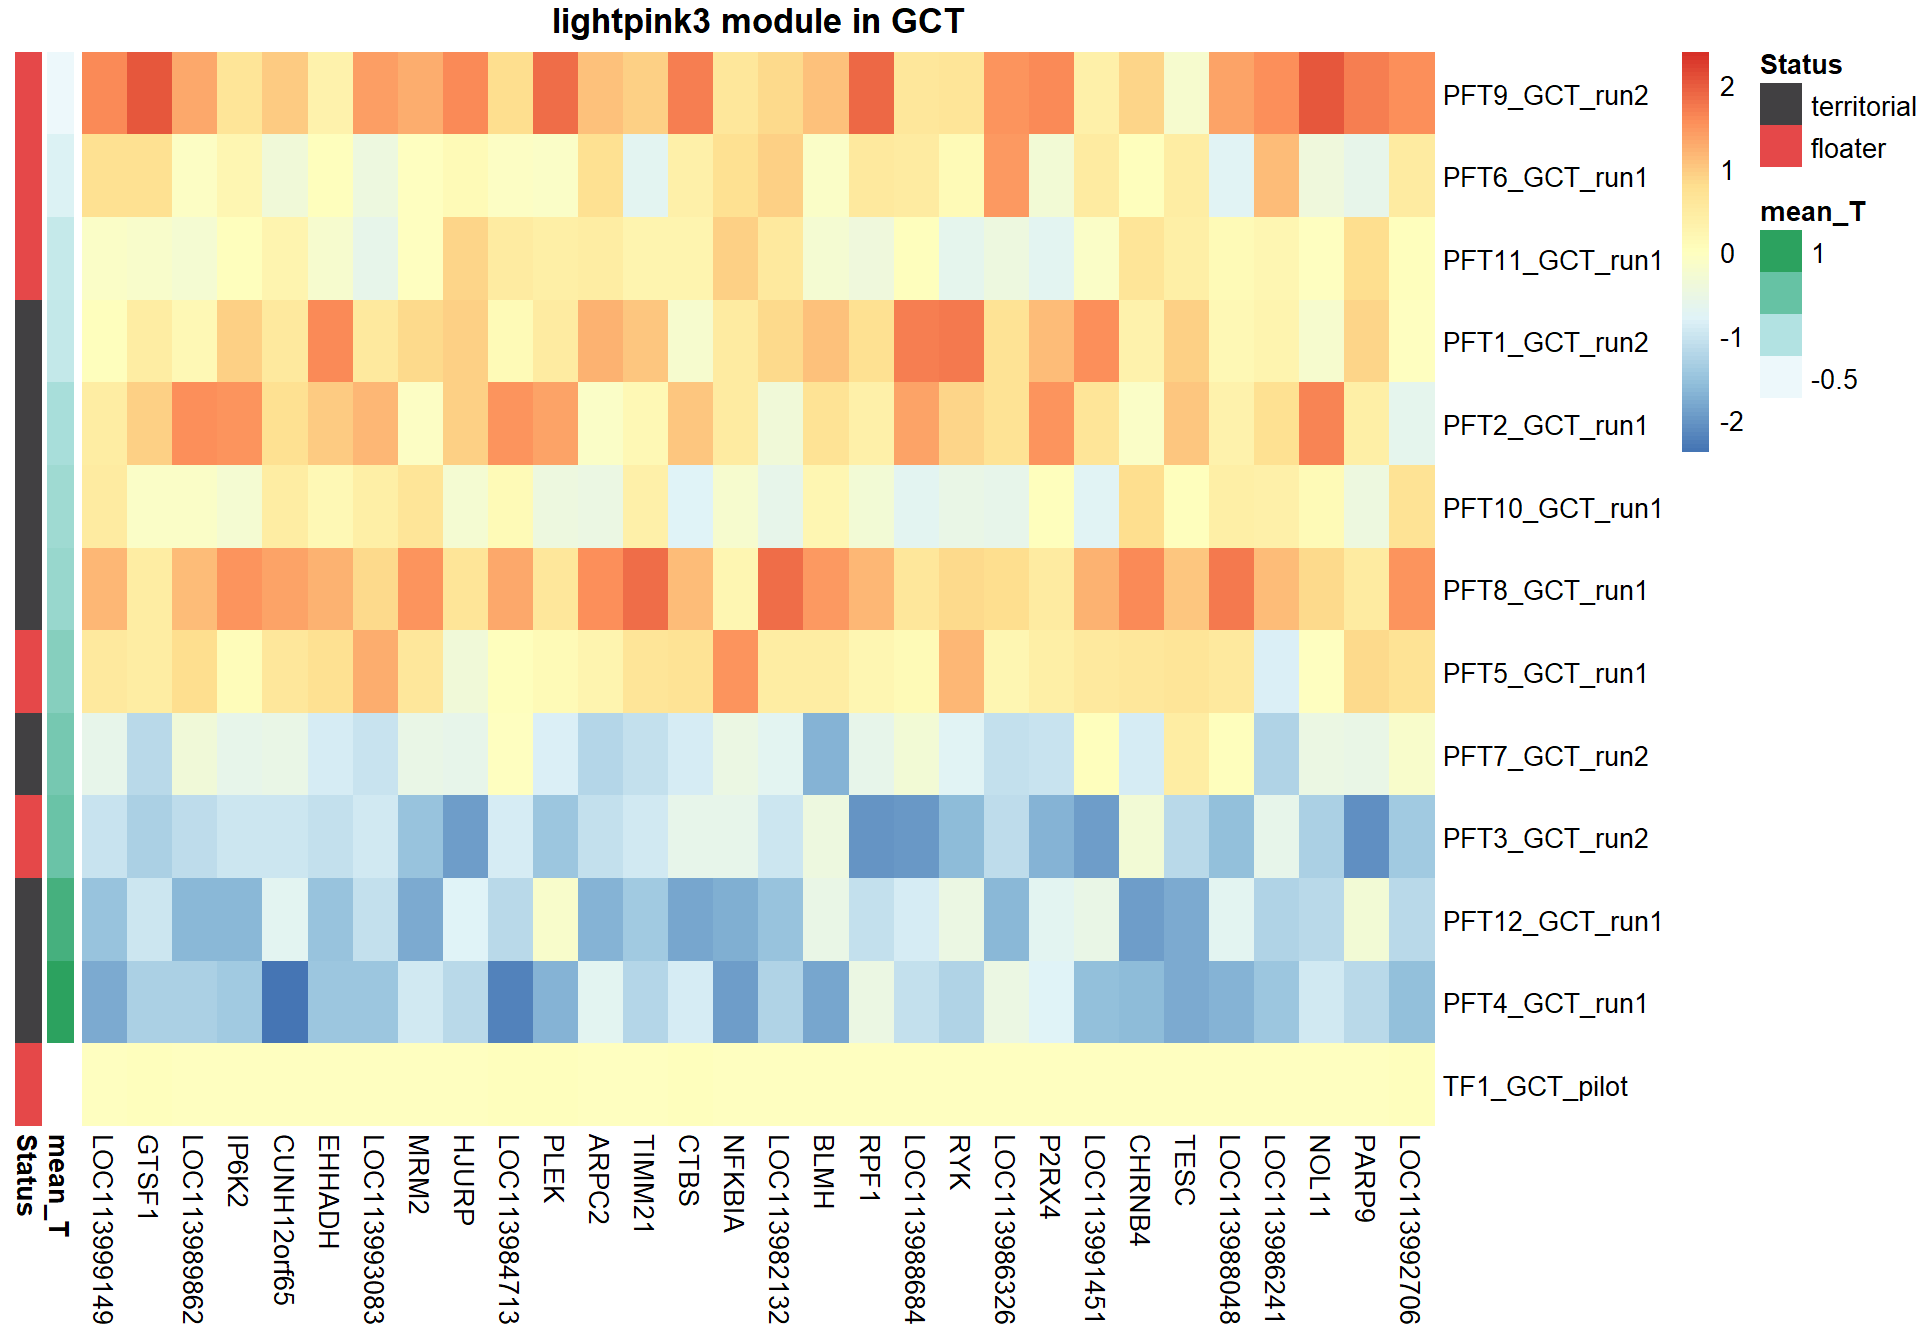 lightpink3 module in GCT
PFT9_GCT_run2
PFT6_GCT_run1
PFT11_GCT_run1
PFT1_GCT_run2
PFT2_GCT_run1
PFT10_GCT_run1
PFT8_GCT_run1
PFT5_GCT_run1
PFT7_GCT_run2
PFT3_GCT_run2
PFT12_GCT_run1
PFT4_GCT_run1
TF1_GCT_pilot
2
1
0
-1
-2
Status
territorial
floater
mean_T
1
-0.5
Status
mean_T
LOC113999149
GTSF1
LOC113989862
IP6K2
CUNH12orf65
EHHADH
LOC113993083
MRM2
HJURP
LOC113984713
PLEK
ARPC2
TIMM21
CTBS
NFKBIA
LOC113982132
BLMH
RPF1
LOC113988684
RYK
LOC113986326
P2RX4
LOC113991451
CHRNB4
TESC
LOC113988048
LOC113986241
NOL11
PARP9
LOC113992706